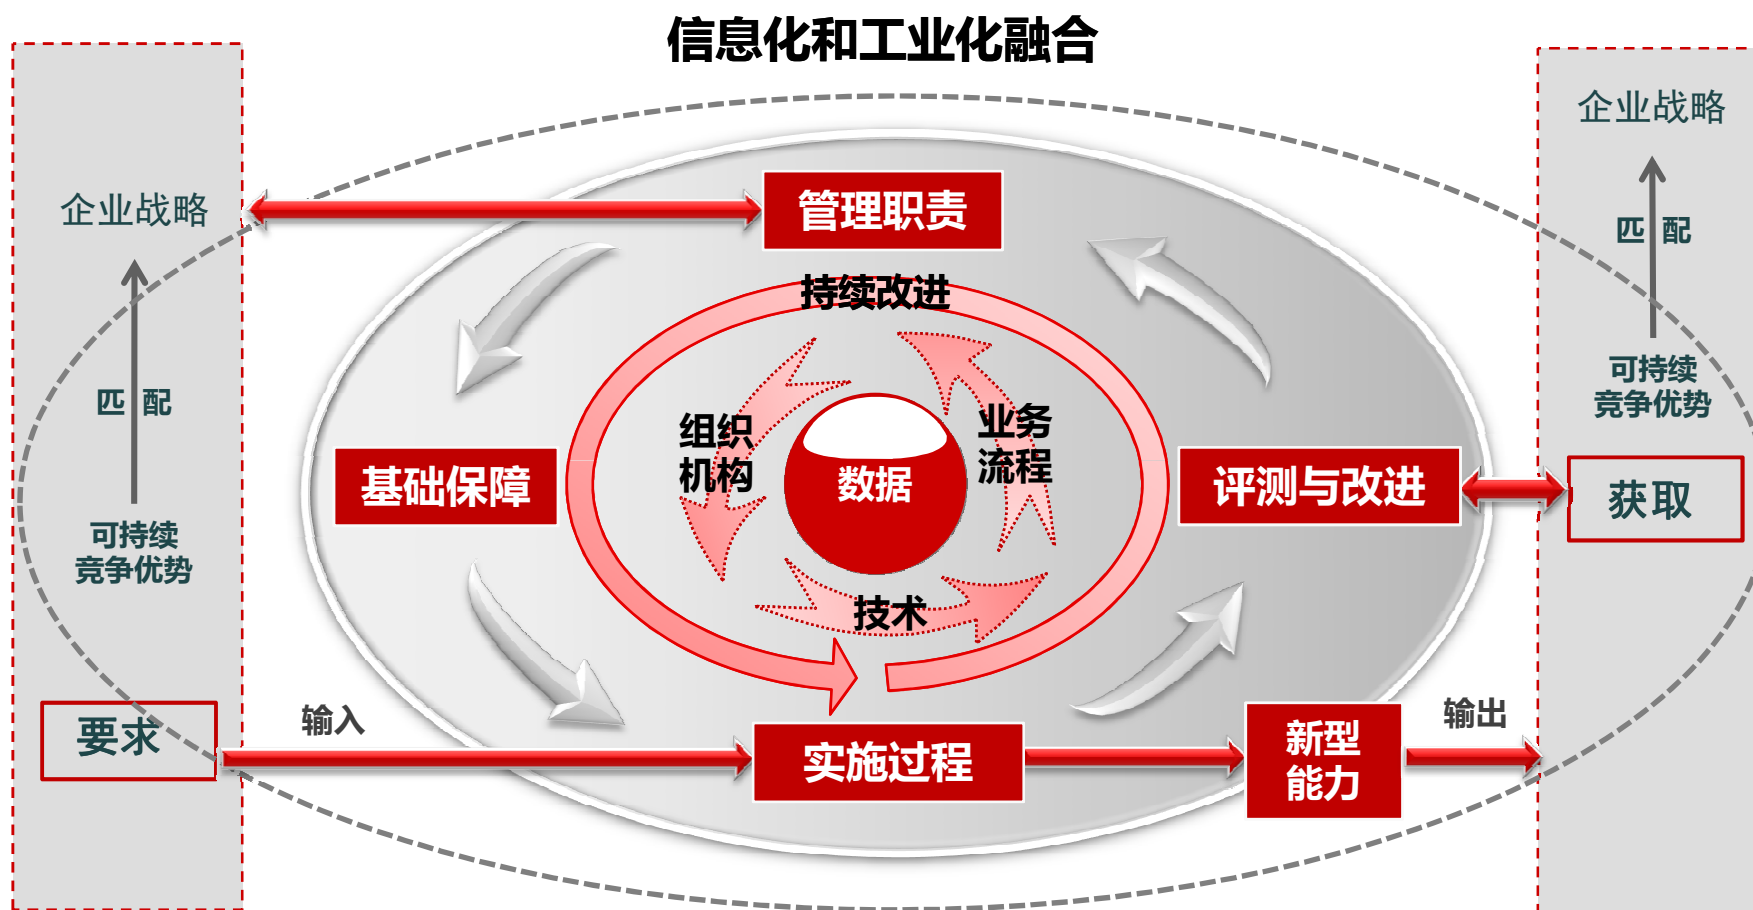 信息化和工业化融合
企业战略
匹 配
可持续
竞争优势
要求
输入
管理职责
持续改进
组织
机构
业务
流程
数据
技术
基础保障
评测与改进
实施过程
新型
能力
输出
企业战略
匹 配
可持续
竞争优势
获取